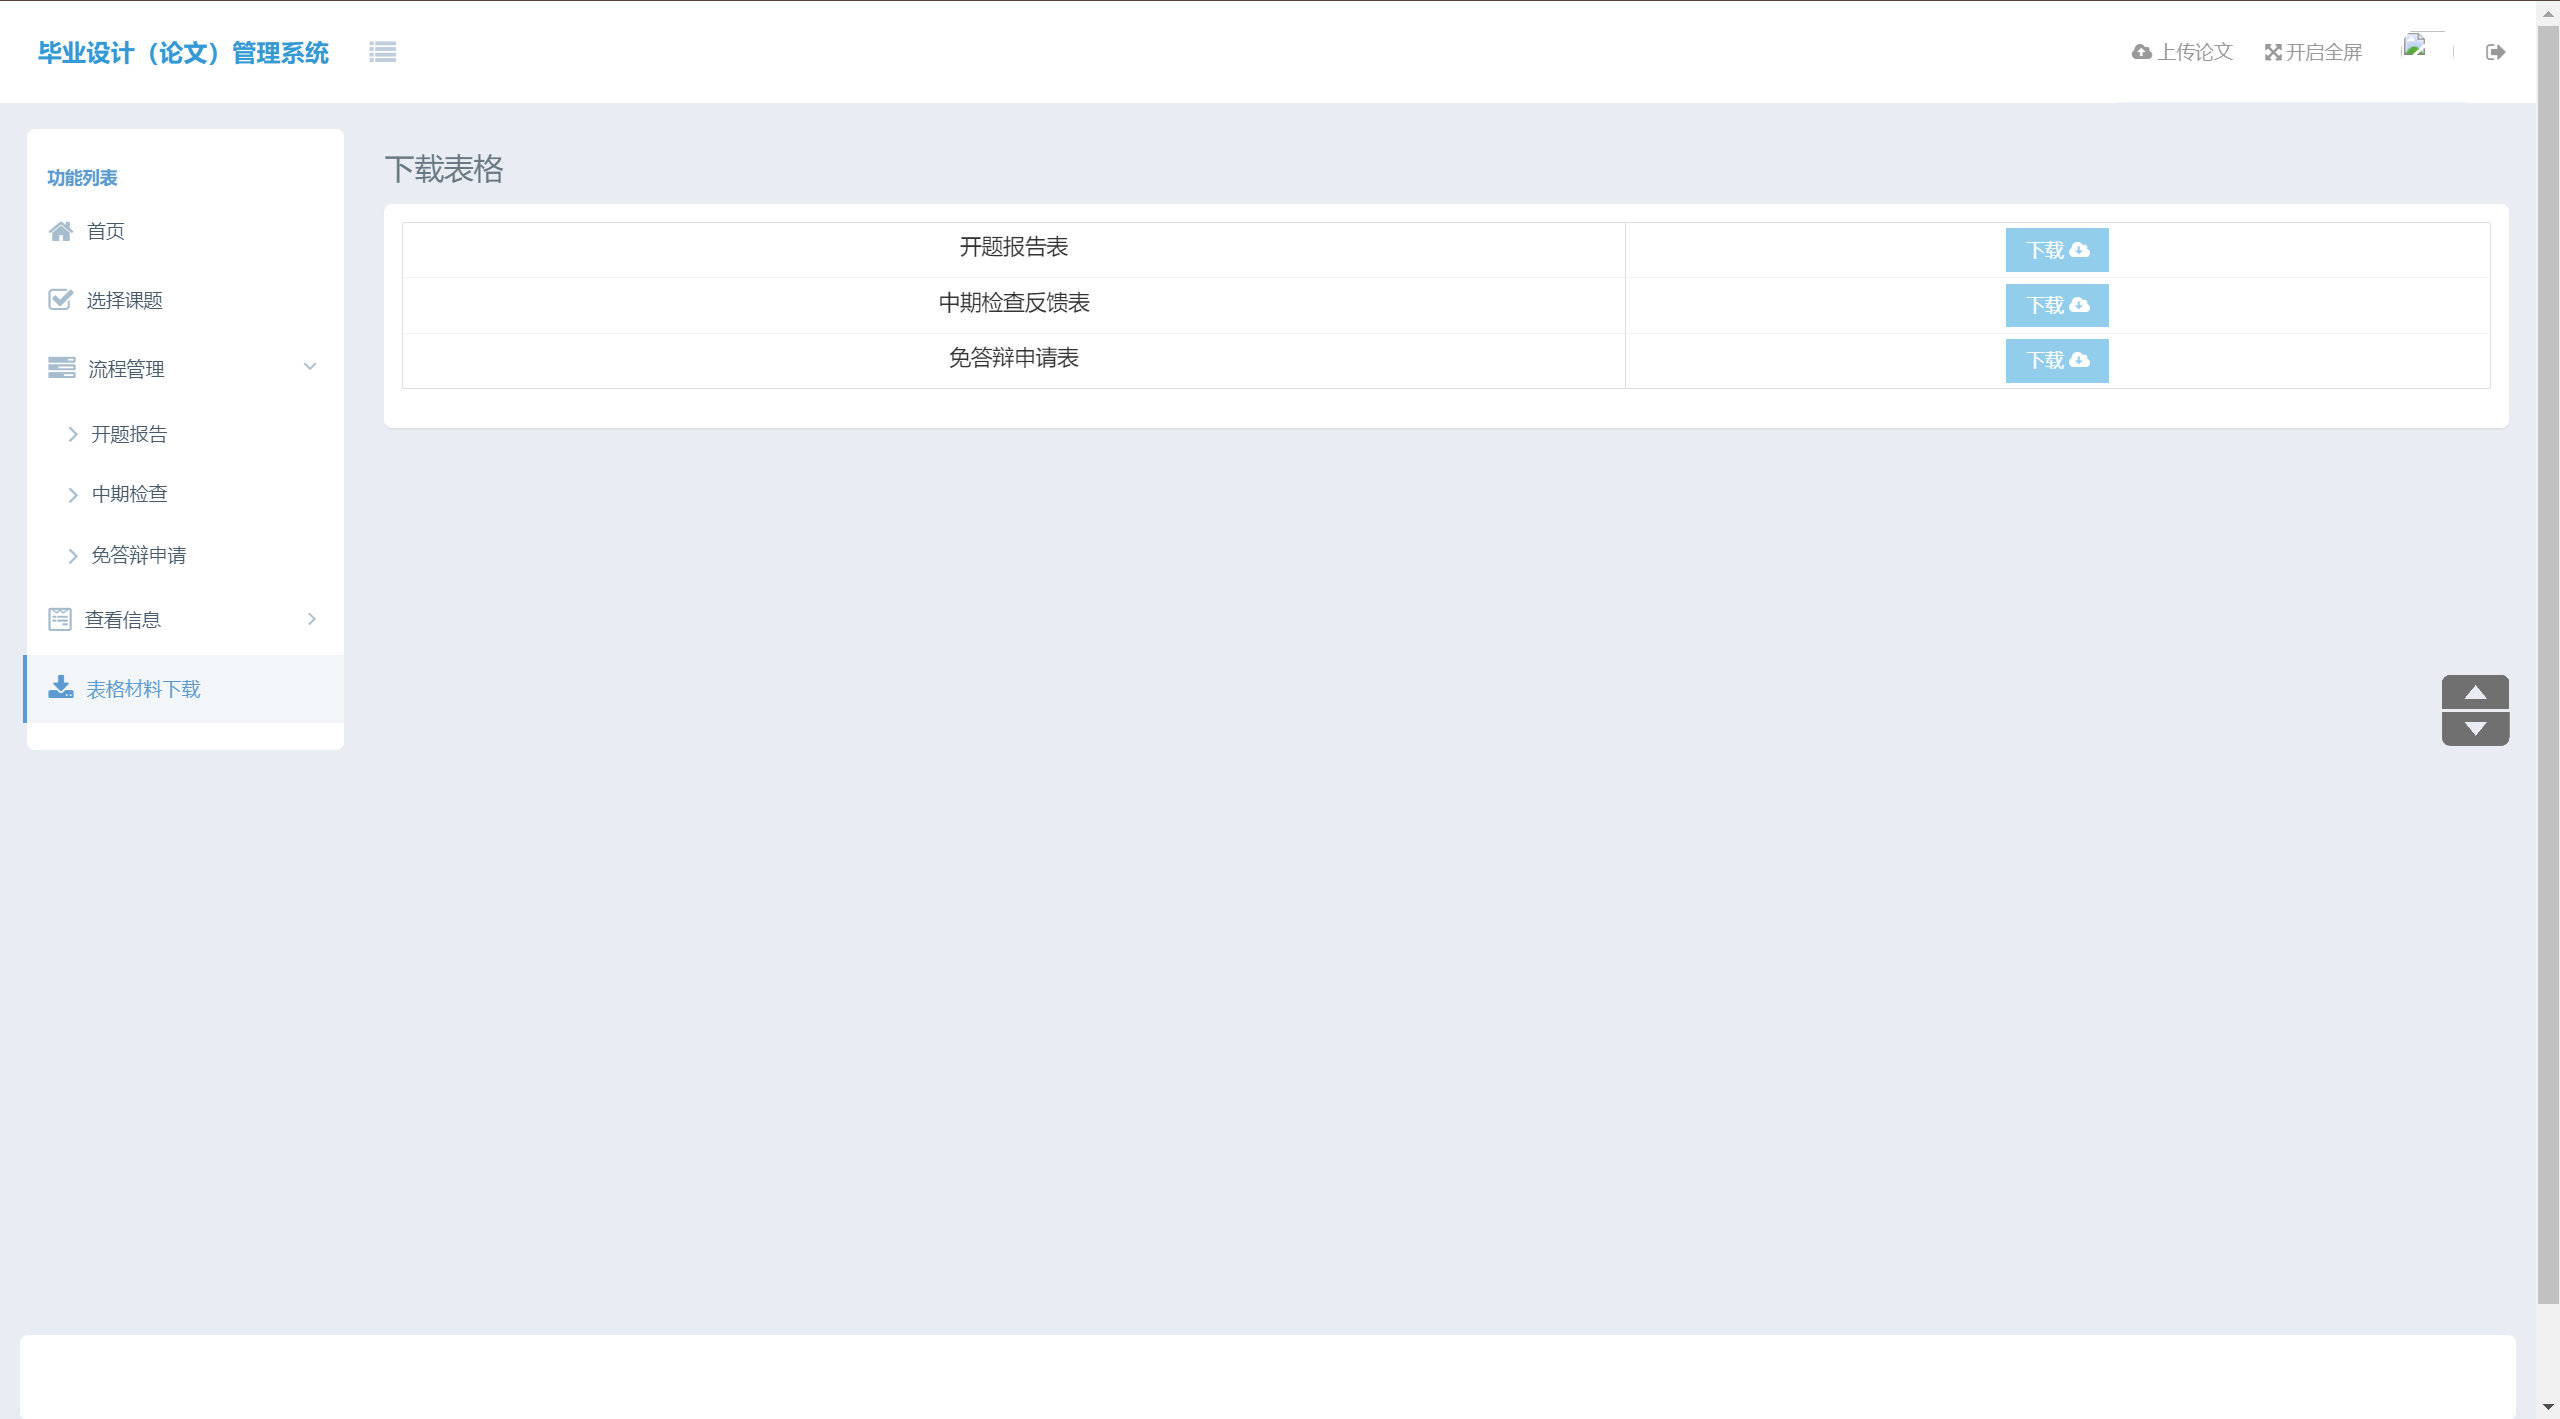 毕业设计（论文）管理系统
上传论文 开启全屏
功能列表
首页
选择课题
流程管理
开题报告
中期检查
免答辩申请
查看信息
表格材料下载
下载表格
开题报告表 下载
中期检查反馈表 下载
免答辩申请表 下载